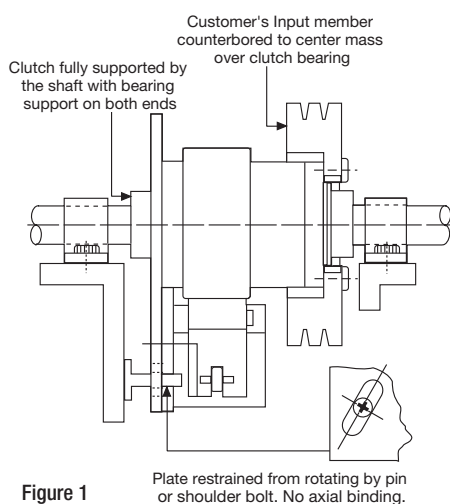 Customer's Input member
counterbored to center mass
over clutch bearing
Clutch fully supported by
the shaft with bearing
support on both ends
Figure 1
Plate restrained from rotating by pin
or shoulder bolt. No axial binding.